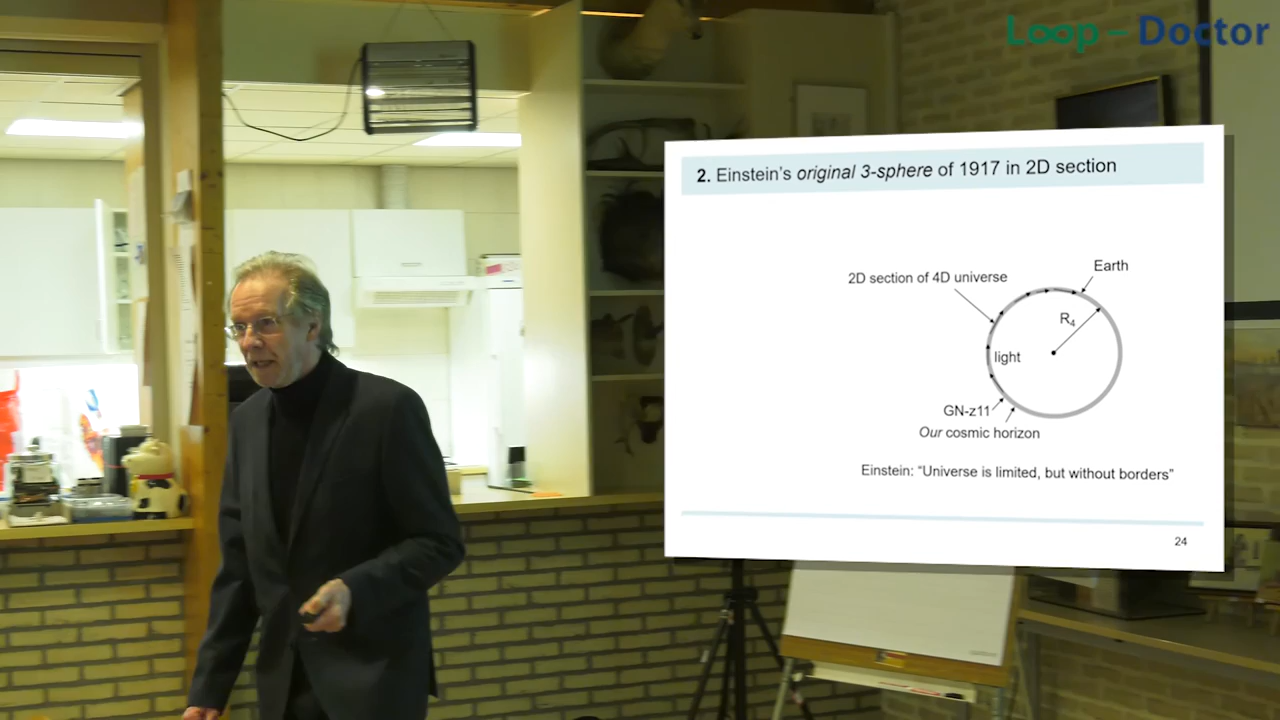 Loop – Doctor
2. Einstein's original 3-sphere of 1917 in 2D section
2D section of 4D universe
Earth
R₄
light
GN-z11
Our cosmic horizon
Einstein: “Universe is limited, but without borders”
24